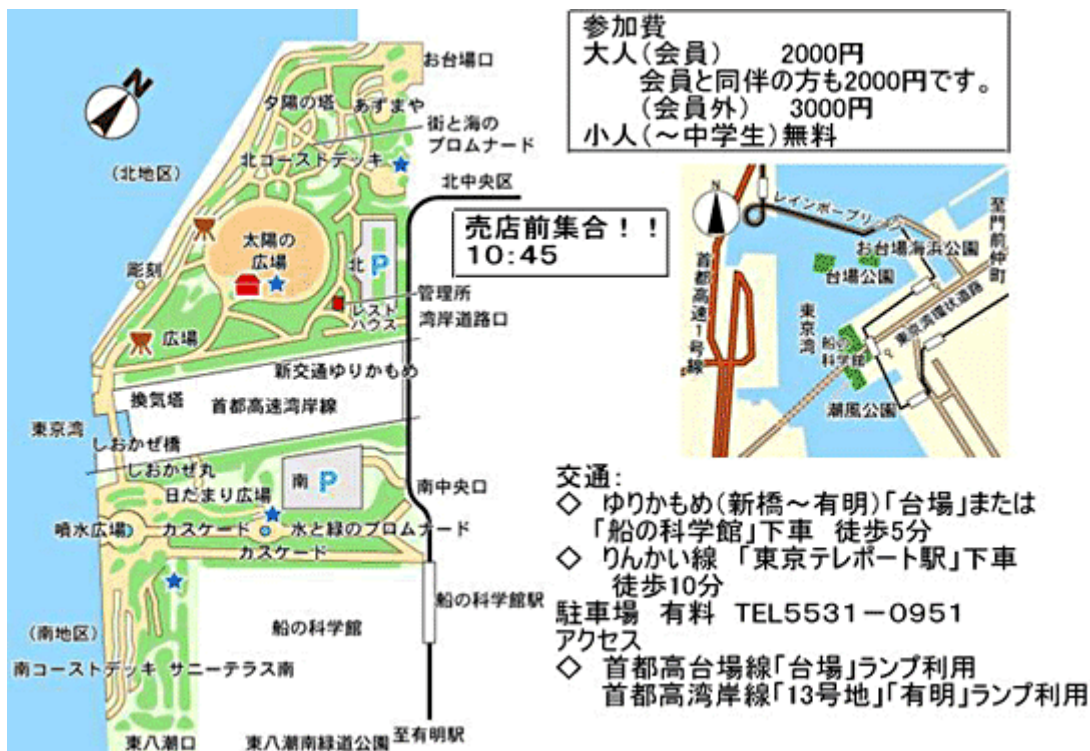 参加費
大人(会員) 2000円
会員と同伴の方も2000円です。
(会員外) 3000円
小人(～中学生)無料
N
お台場口
夕陽の塔
あずまや
街と海の
プロムナード
北コーストデッキ
(北地区)
北中央区
売店前集合！！
10:45
太陽の
広場
北 P
彫刻
管理所
レスト
ハウス
湾岸道路口
広場
新交通ゆりかもめ
換気塔
首都高速湾岸線
東京湾
しおかぜ橋
しおかぜ丸
南 P
日だまり広場
南中央口
噴水広場
カスケード
水と緑のプロムナード
カスケード
船の科学館駅
船の科学館
(南地区)
南コーストデッキ
サニーテラス南
東八潮口
東八潮南緑道公園
至有明駅
N
レインボーブリッジ
至門前仲町
お台場海浜公園
台場公園
首都高速1号線
東京湾
東京湾環状道路
船の
科学館
潮風公園
交通：
◇ ゆりかもめ(新橋～有明)「台場」または
「船の科学館」下車 徒歩5分
◇ りんかい線 「東京テレポート駅」下車
徒歩10分
駐車場 有料 TEL5531－0951
アクセス
◇ 首都高台場線「台場」ランプ利用
首都高湾岸線「13号地」「有明」ランプ利用